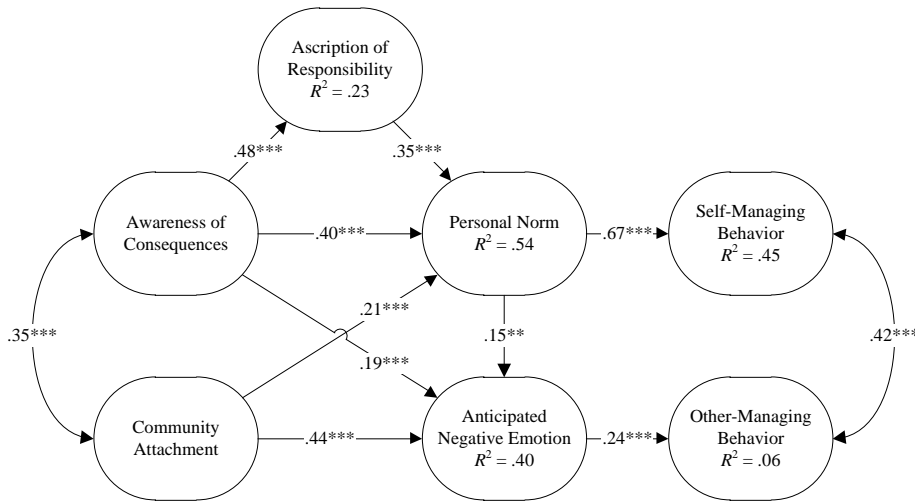 Ascription of
Responsibility
R² = .23
.48***
.35***
Awareness of
Consequences
.40***
Personal Norm
R² = .54
.67***
Self-Managing
Behavior
R² = .45
.21***
.35***
.15**
.42***
.19***
Community
Attachment
.44***
Anticipated
Negative Emotion
R² = .40
.24***
Other-Managing
Behavior
R² = .06